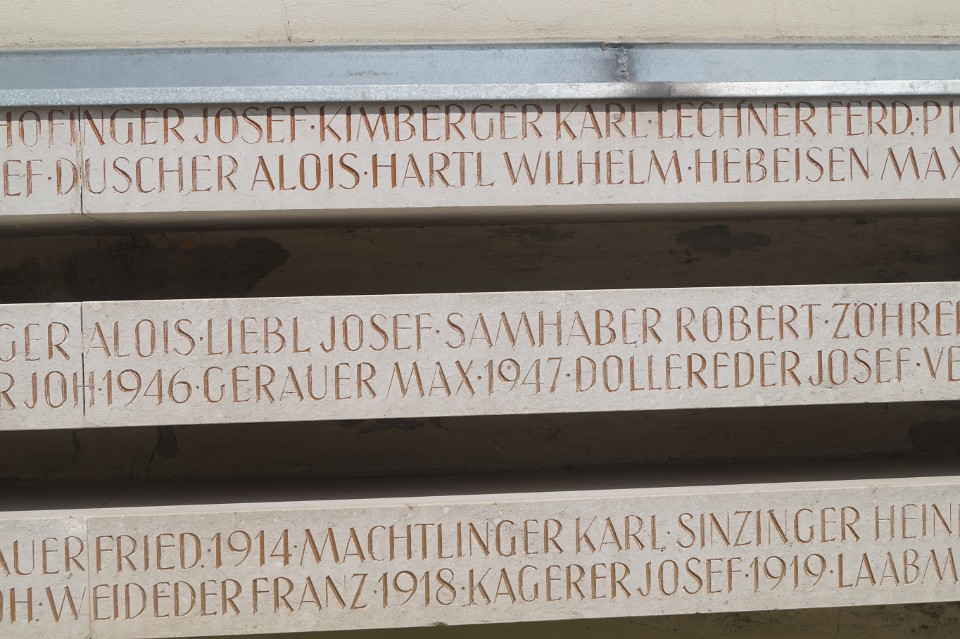 HOFINGER JOSEF·KIMBERGER KARL·LECHNER FERD·
EF·DUSCHER ALOIS·HARTL WILHELM·HEBEISEN MAX
GER ALOIS·LIEBL JOSEF·SAMHABER ROBERT·ZÖHRE
R JOH·1946·GERAUER MAX·1947·DOLLEREDER JOSEF·VE
AUER FRIED·1914·MACHTLINGER KARL·SINZINGER HEIN
OH·WEIDEDER FRANZ·1918·KAGERER JOSEF·1919·LAABM